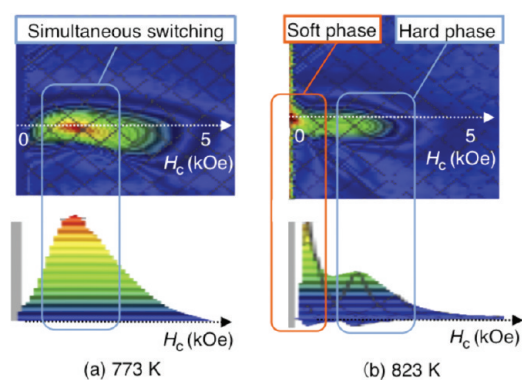 Simultaneous switching
0
5
Hc (kOe)
Hc (kOe)
(a) 773 K
Soft phase
Hard phase
0
5
Hc (kOe)
Hc (kOe)
(b) 823 K